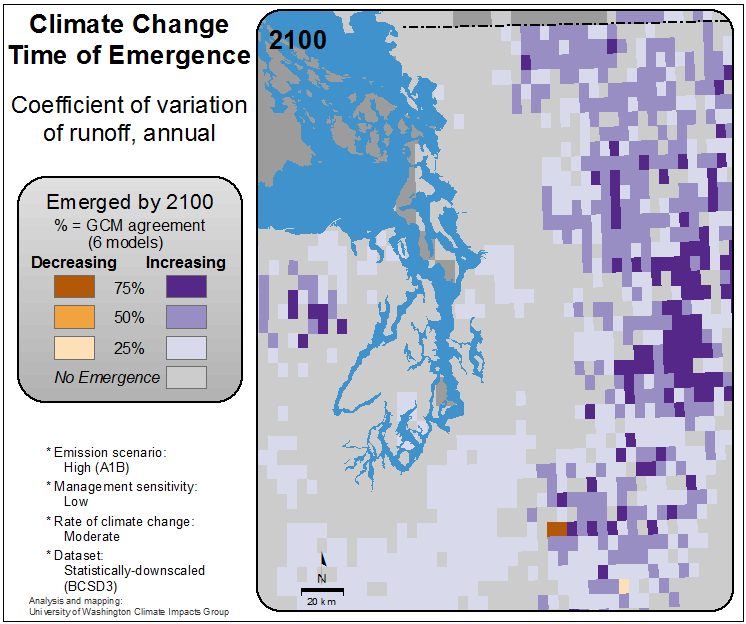 Climate Change
Time of Emergence
Coefficient of variation
of runoff, annual
Emerged by 2100
% = GCM agreement
(6 models)
Decreasing Increasing
75%
50%
25%
No Emergence
* Emission scenario:
High (A1B)
* Management sensitivity:
Low
* Rate of climate change:
Moderate
* Dataset:
Statistically-downscaled
(BCSD3)
Analysis and mapping:
University of Washington Climate Impacts Group
2100
N
20 km